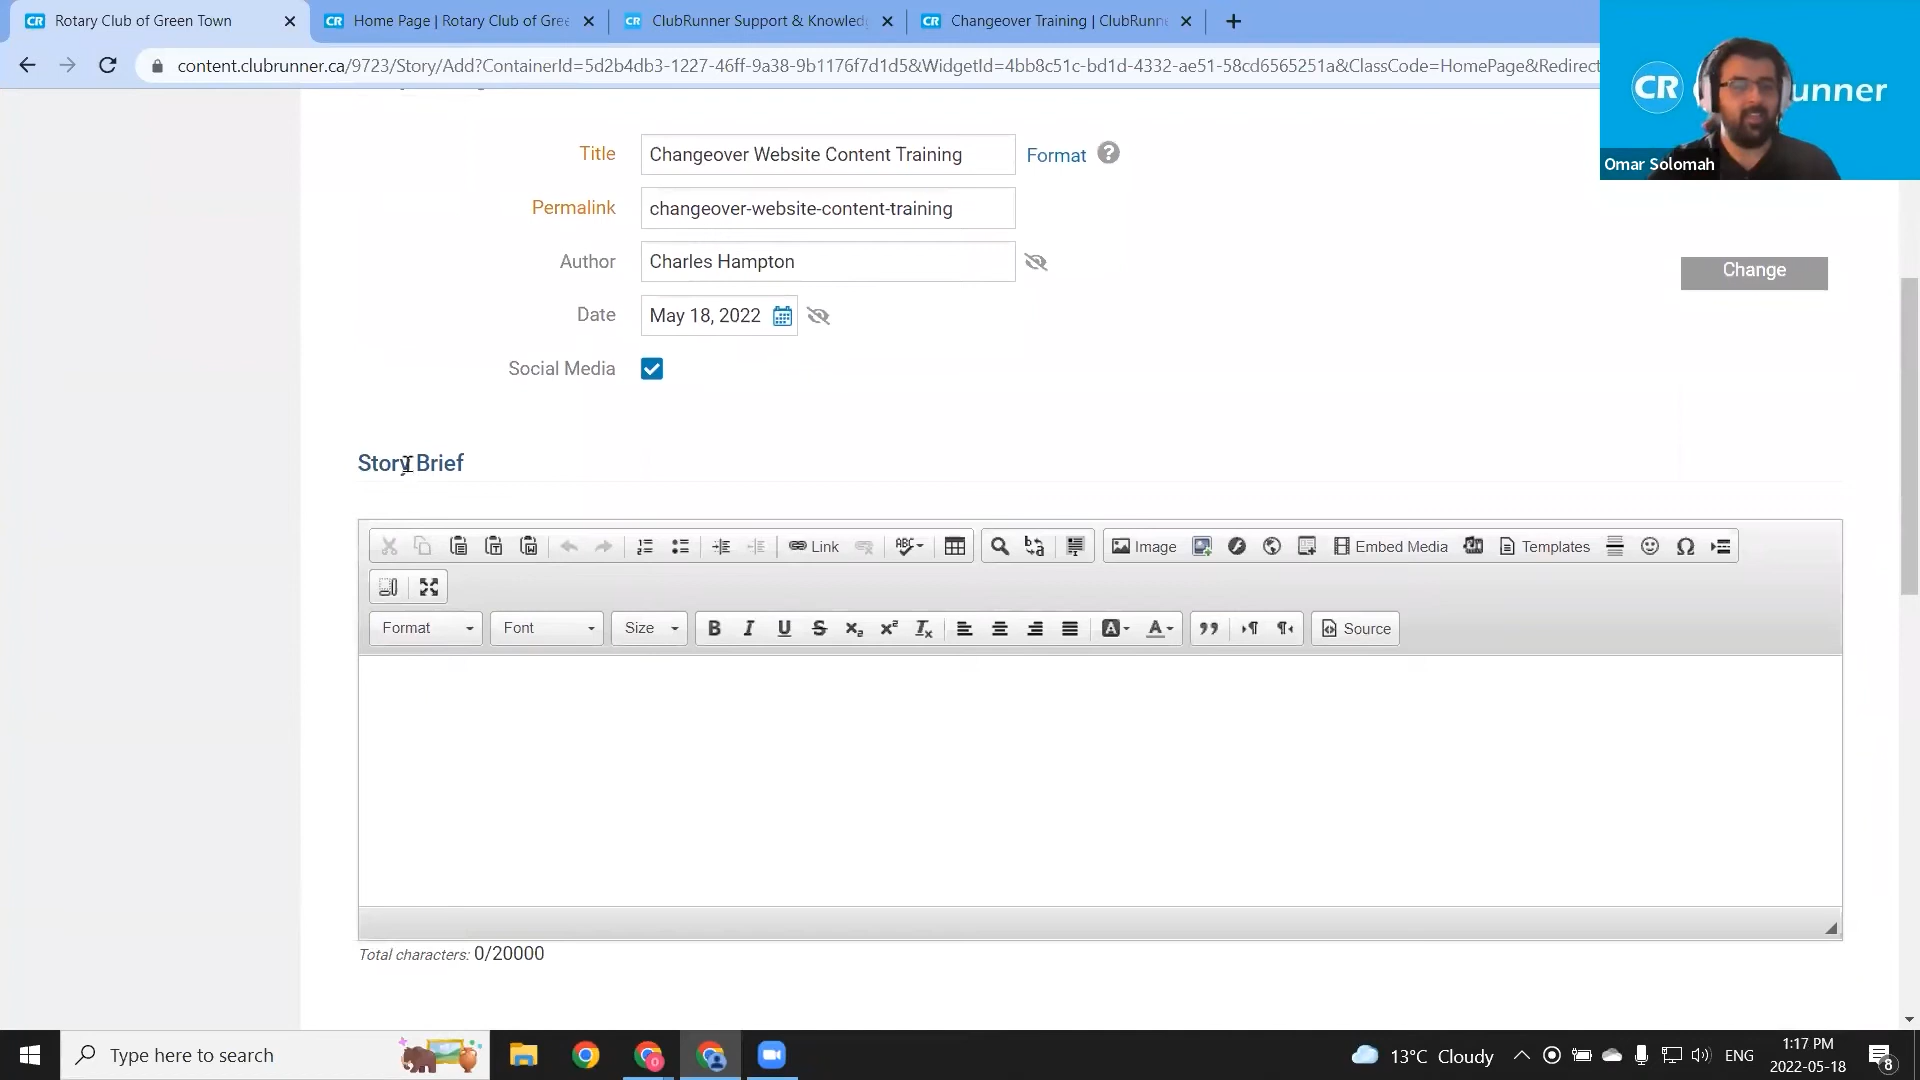 Rotary Club of Green Town
Home Page | Rotary Club of Gree
ClubRunner Support & Knowled
Changeover Training | ClubRunne
content.clubrunner.ca/9723/Story/Add?ContainerId=5d2b4db3-1227-46ff-9a38-9b1176f7d1d5&WidgetId=4bb8c51c-bd1d-4332-ae51-58cd6565251a&ClassCode=HomePage&Redirect
CR unner
Omar Solomah
Title Changeover Website Content Training Format ?
Permalink changeover-website-content-training
Author Charles Hampton
Change
Date May 18, 2022
Social Media
Story Brief
Link ABC Image Embed Media Templates
Format Font Size B I U S Source
Total characters: 0/20000
Type here to search
13°C Cloudy
ENG
1:17 PM
2022-05-18
8